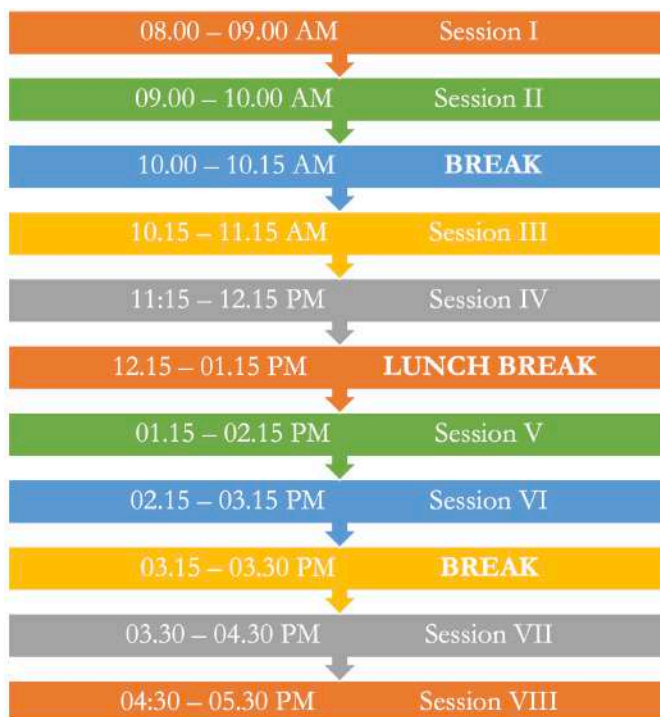 08.00 – 09.00 AM Session I
09.00 – 10.00 AM Session II
10.00 – 10.15 AM BREAK
10.15 – 11.15 AM Session III
11:15 – 12.15 PM Session IV
12.15 – 01.15 PM LUNCH BREAK
01.15 – 02.15 PM Session V
02.15 – 03.15 PM Session VI
03.15 – 03.30 PM BREAK
03.30 – 04.30 PM Session VII
04:30 – 05.30 PM Session VIII